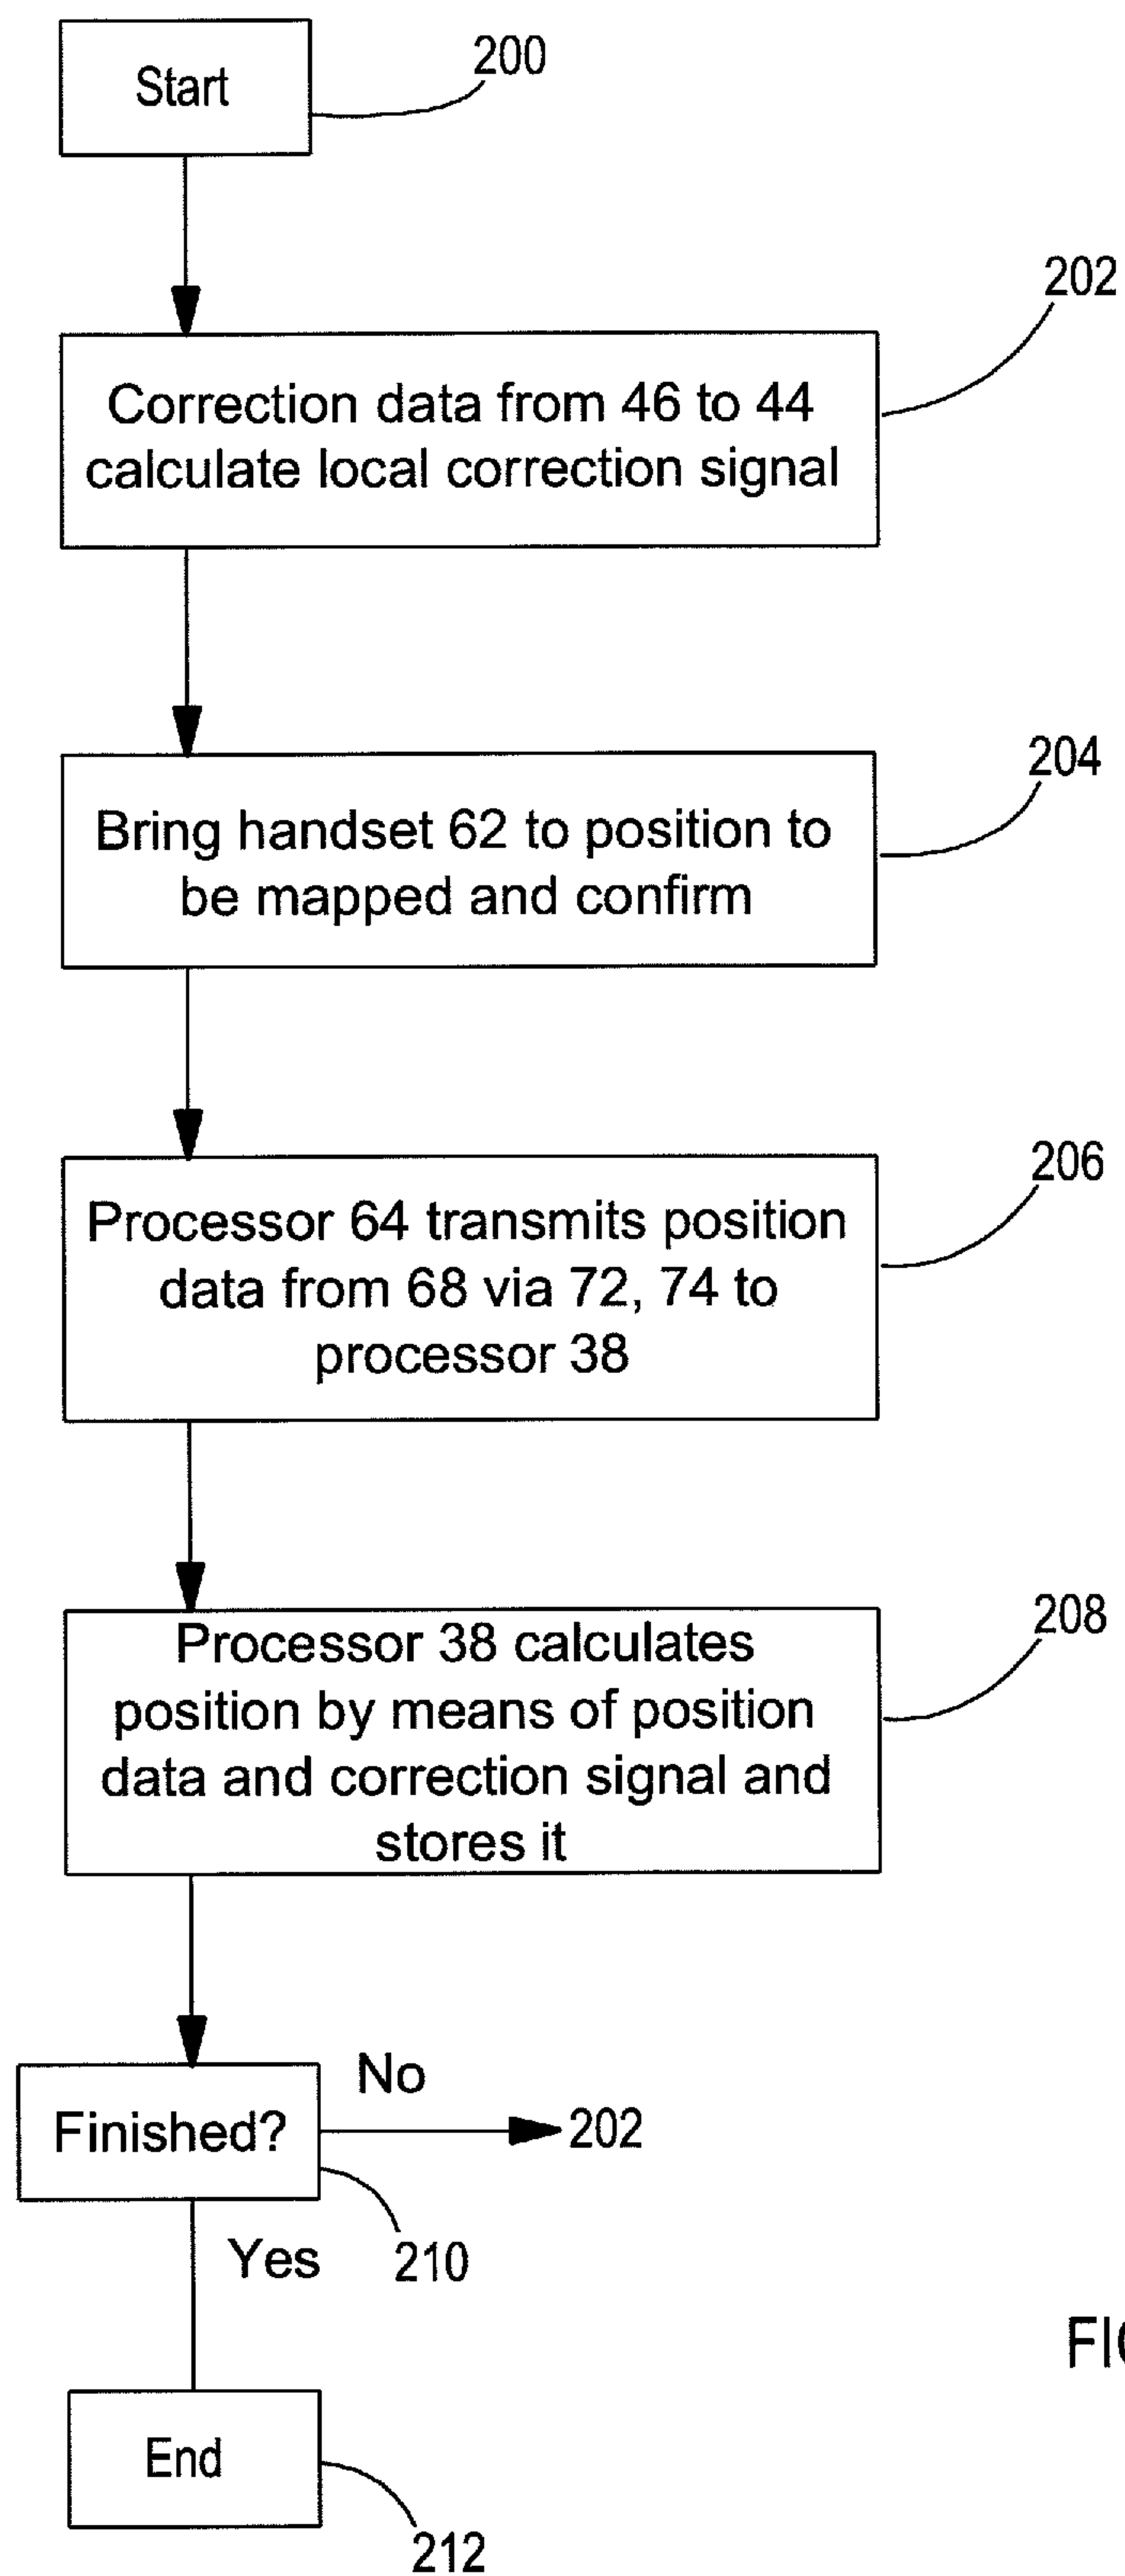 Start
200
202
Correction data from 46 to 44
calculate local correction signal
204
Bring handset 62 to position to
be mapped and confirm
206
Processor 64 transmits position
data from 68 via 72, 74 to
processor 38
208
Processor 38 calculates
position by means of position
data and correction signal and
stores it
No
Finished?
202
Yes
210
End
212